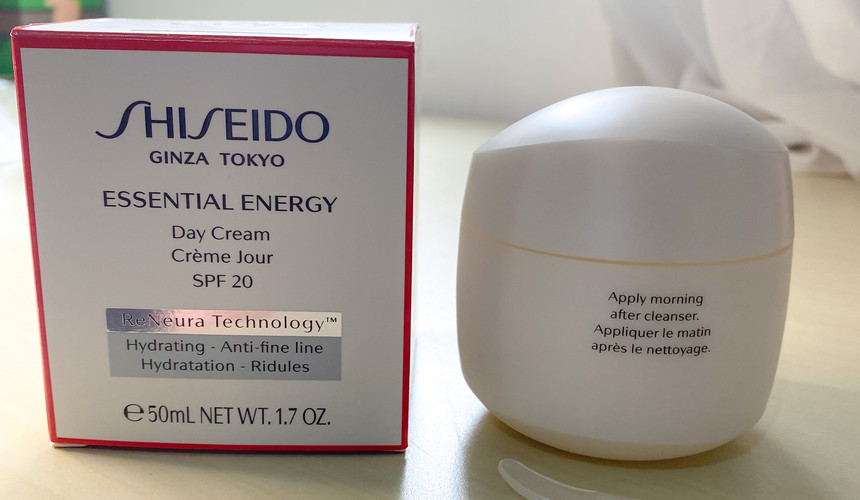 SHISEIDO
GINZA TOKYO
ESSENTIAL ENERGY
Day Cream
Crème Jour
SPF 20
ReNeura Technology™
Hydrating - Anti-fine line
Hydratation - Ridules
℮50mL NET WT. 1.7 OZ.
Apply morning
after cleanser.
Appliquer le matin
après le nettoyage.